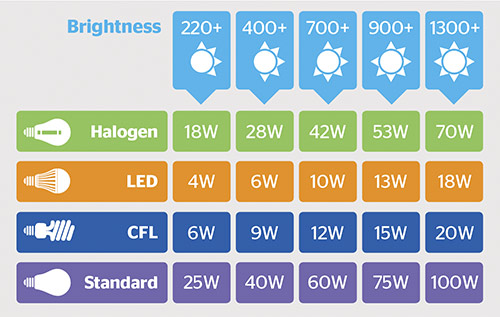 Brightness 220+ 400+ 700+ 900+ 1300+
Halogen 18W 28W 42W 53W 70W
LED 4W 6W 10W 13W 18W
CFL 6W 9W 12W 15W 20W
Standard 25W 40W 60W 75W 100W